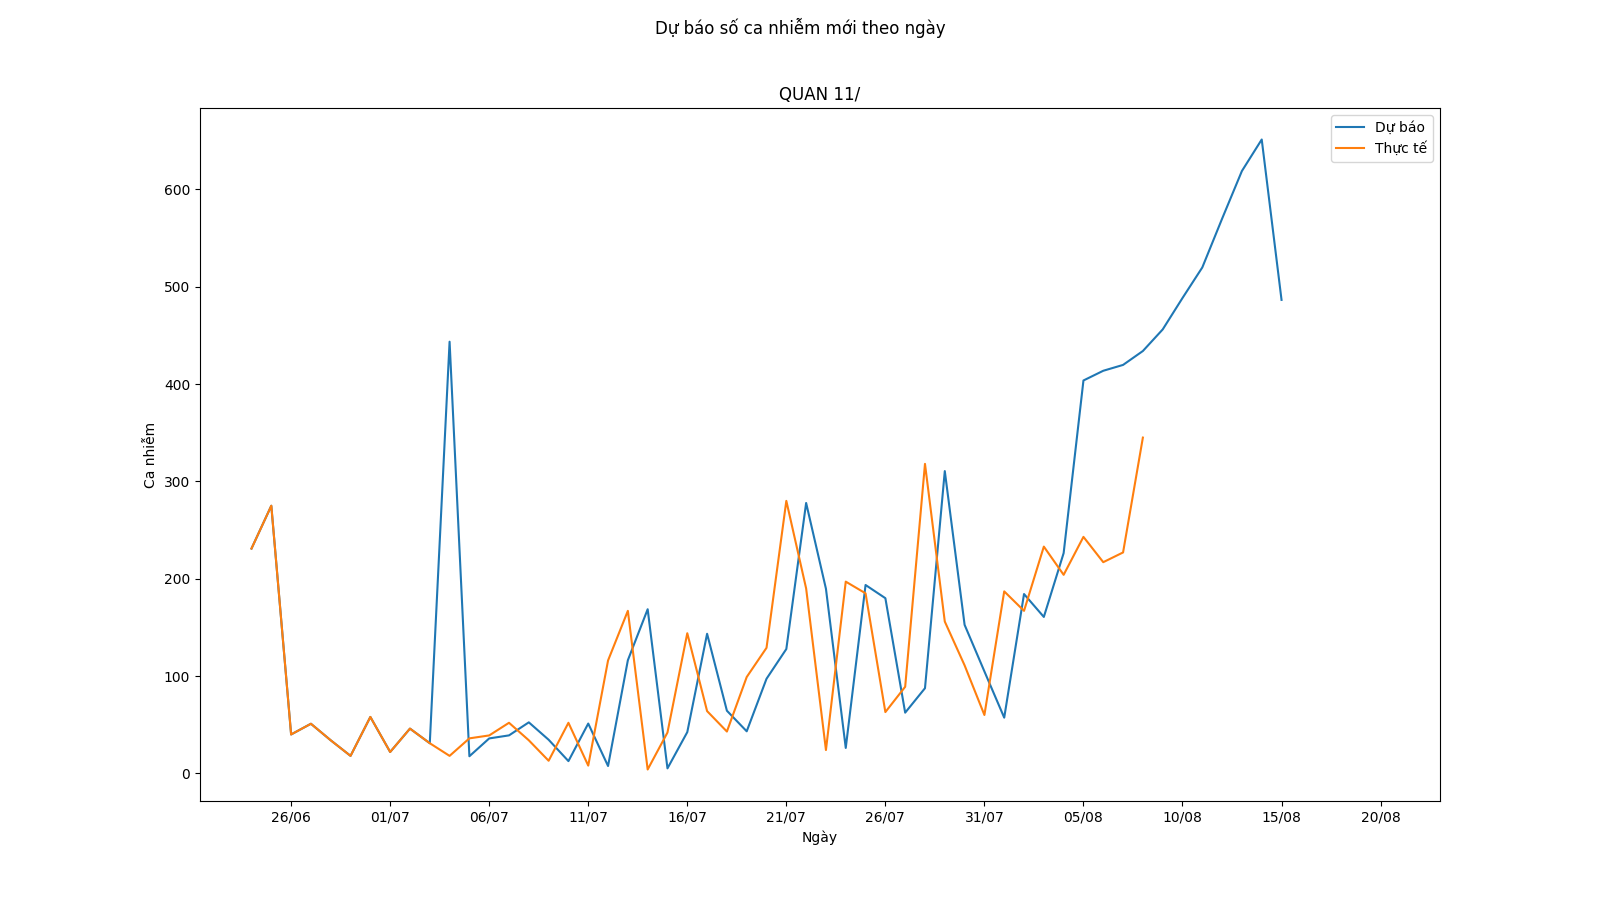 Dự báo số ca nhiễm mới theo ngày
QUAN 11/
Dự báo
Thực tế
600
500
400
300
200
100
0
Ca nhiễm
26/06 01/07 06/07 11/07 16/07 21/07 26/07 31/07 05/08 10/08 15/08 20/08
Ngày